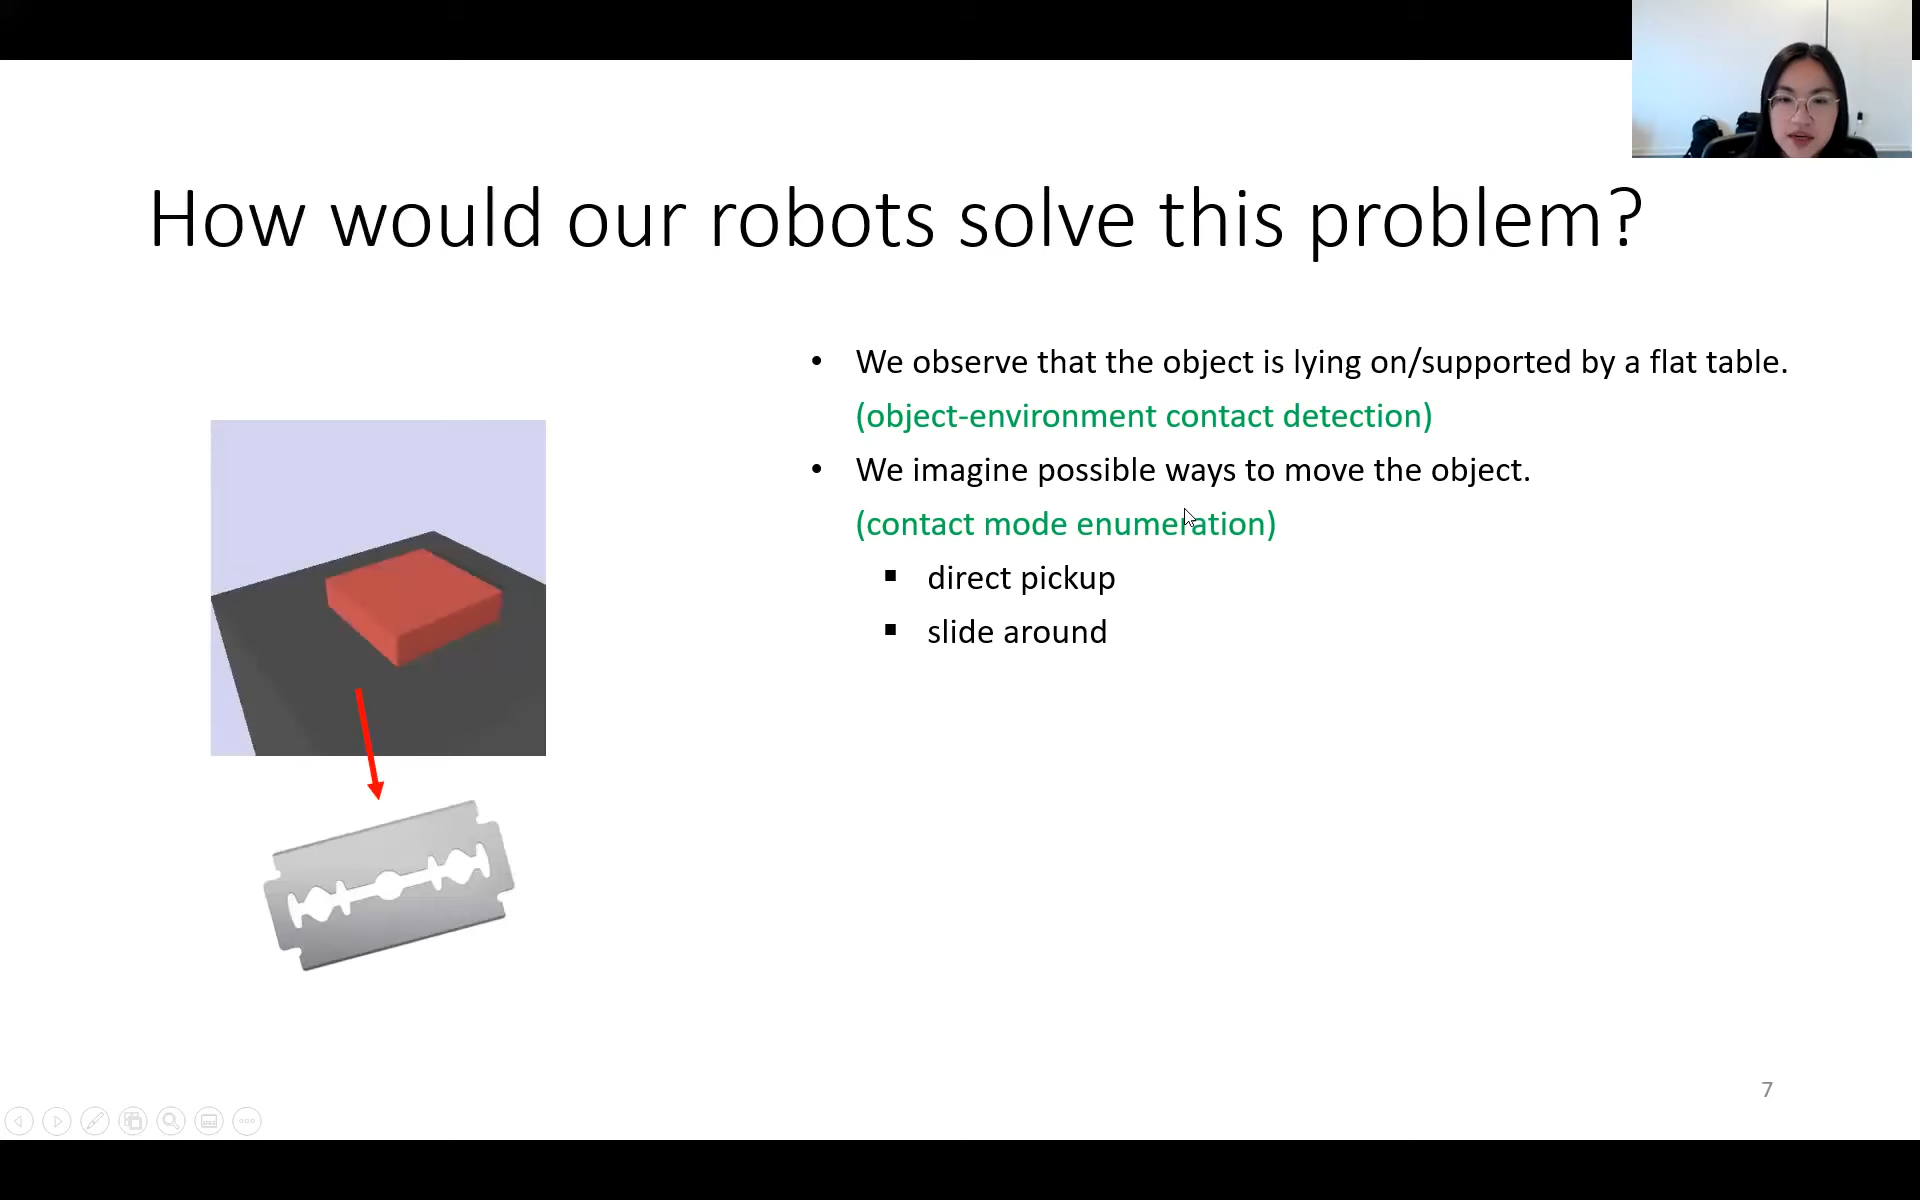 How would our robots solve this problem?
• We observe that the object is lying on/supported by a flat table.
(object-environment contact detection)
• We imagine possible ways to move the object.
(contact mode enumeration)
▪ direct pickup
▪ slide around
7